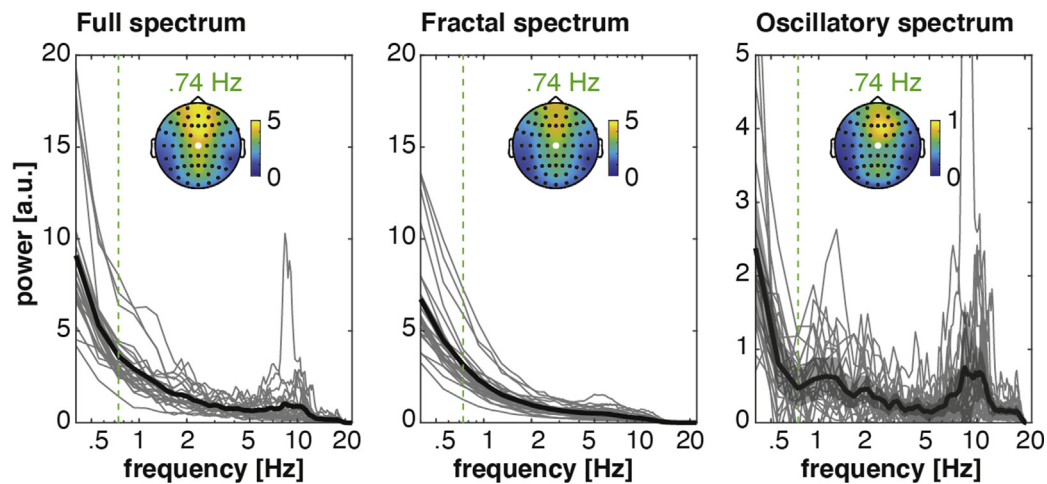 Full spectrum
Fractal spectrum
Oscillatory spectrum
power [a.u.]
20
15
10
5
0
.74 Hz
5
0
.5 1 2 5 10 20
frequency [Hz]
20
15
10
5
0
.74 Hz
5
0
.5 1 2 5 10 20
frequency [Hz]
5
4
3
2
1
0
.74 Hz
1
0
.5 1 2 5 10 20
frequency [Hz]